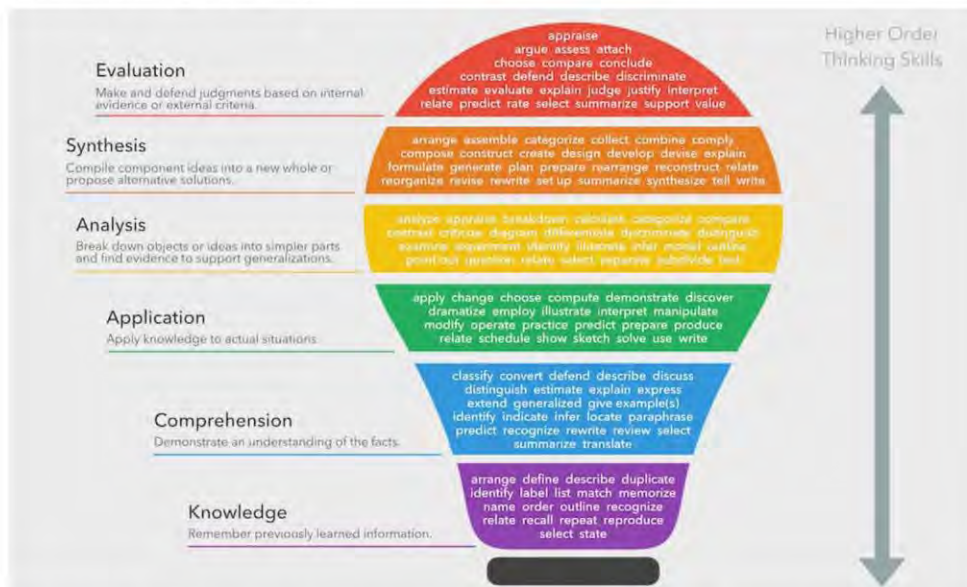 Higher Order
Thinking Skills
Evaluation
Make and defend judgments based on internal
evidence or external criteria.
appraise
argue assess attach
choose compare conclude
contrast defend describe discriminate
estimate evaluate explain judge justify interpret
relate predict rate select summarize support value
Synthesis
Compile component ideas into a new whole or
propose alternative solutions.
arrange assemble categorize collect combine comply
compose construct create design develop devise explain
formulate generate plan prepare rearrange reconstruct relate
reorganize revise rewrite set up summarize synthesize tell write
Analysis
Break down objects or ideas into simpler parts
and find evidence to support generalizations.
analyze appraise breakdown calculate categorize compare
contrast criticize diagram differentiate discriminate distinguish
examine experiment identify illustrate infer model outline
point out question relate select separate subdivide test
Application
Apply knowledge to actual situations.
apply change choose compute demonstrate discover
dramatize employ illustrate interpret manipulate
modify operate practice predict prepare produce
relate schedule show sketch solve use write
Comprehension
Demonstrate an understanding of the facts.
classify convert defend describe discuss
distinguish estimate explain express
extend generalized give example(s)
identify indicate infer locate paraphrase
predict recognize rewrite review select
summarize translate
Knowledge
Remember previously learned information.
arrange define describe duplicate
identify label list match memorize
name order outline recognize
relate recall repeat reproduce
select state